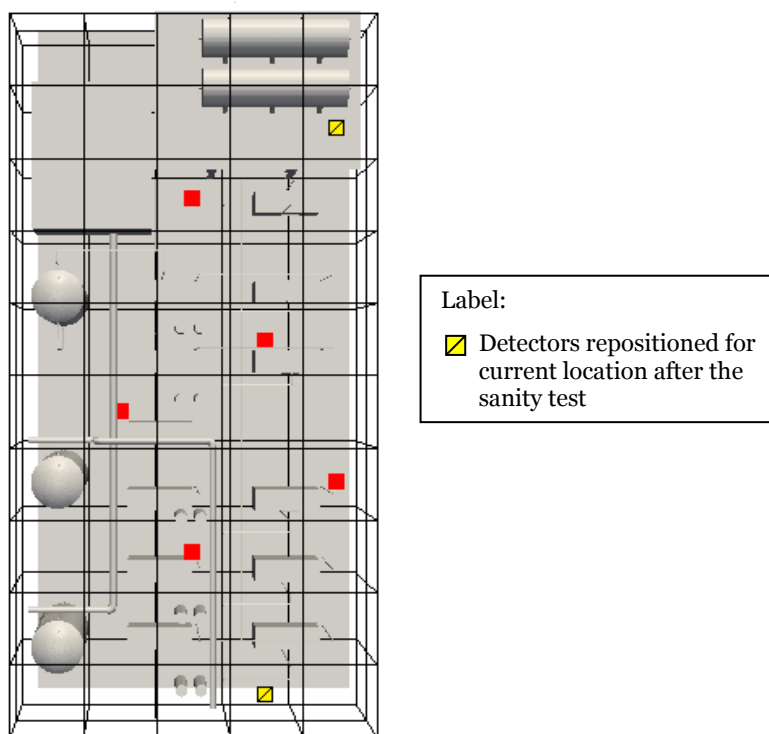 Label:
Detectors repositioned for
current location after the
sanity test